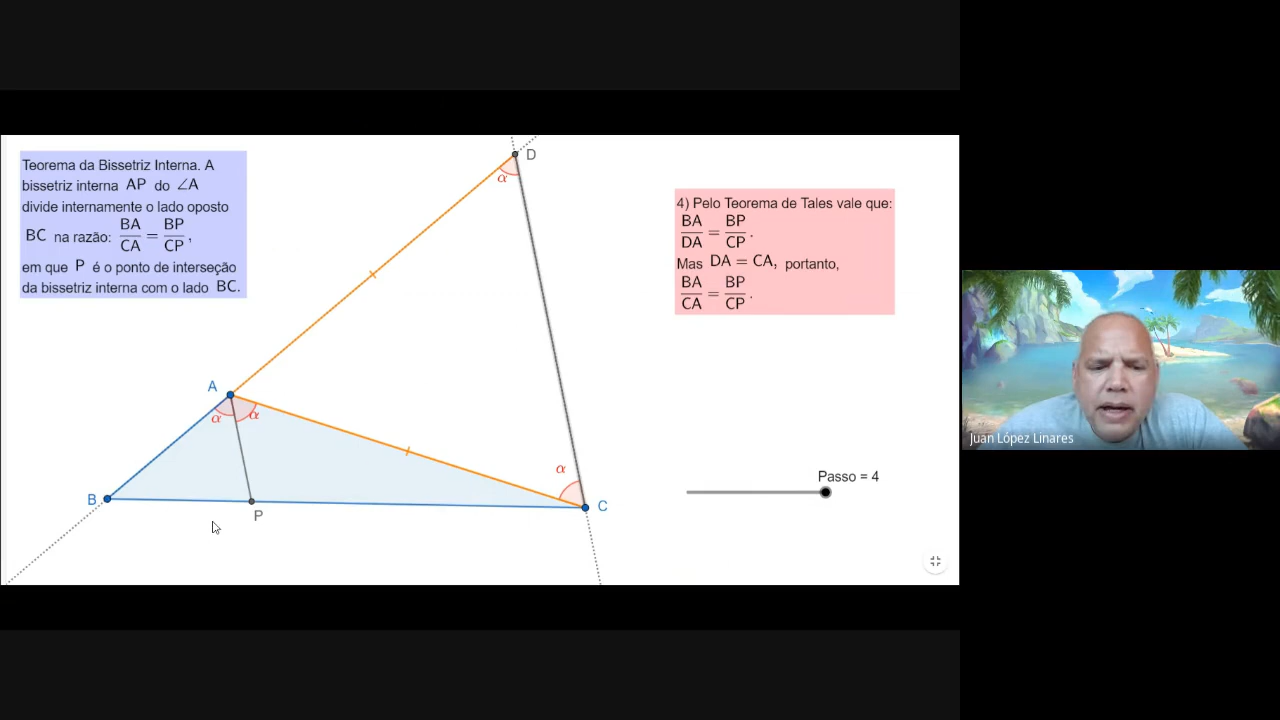 Teorema da Bissetriz Interna. A
bissetriz interna AP do ∠A
divide internamente o lado oposto
BC na razão: BA/CA = BP/CP,
em que P é o ponto de interseção
da bissetriz interna com o lado BC.
D
α
4) Pelo Teorema de Tales vale que:
BA/DA = BP/CP.
Mas DA = CA, portanto,
BA/CA = BP/CP.
A
α α
α
B
P
C
Passo = 4
Juan López Linares